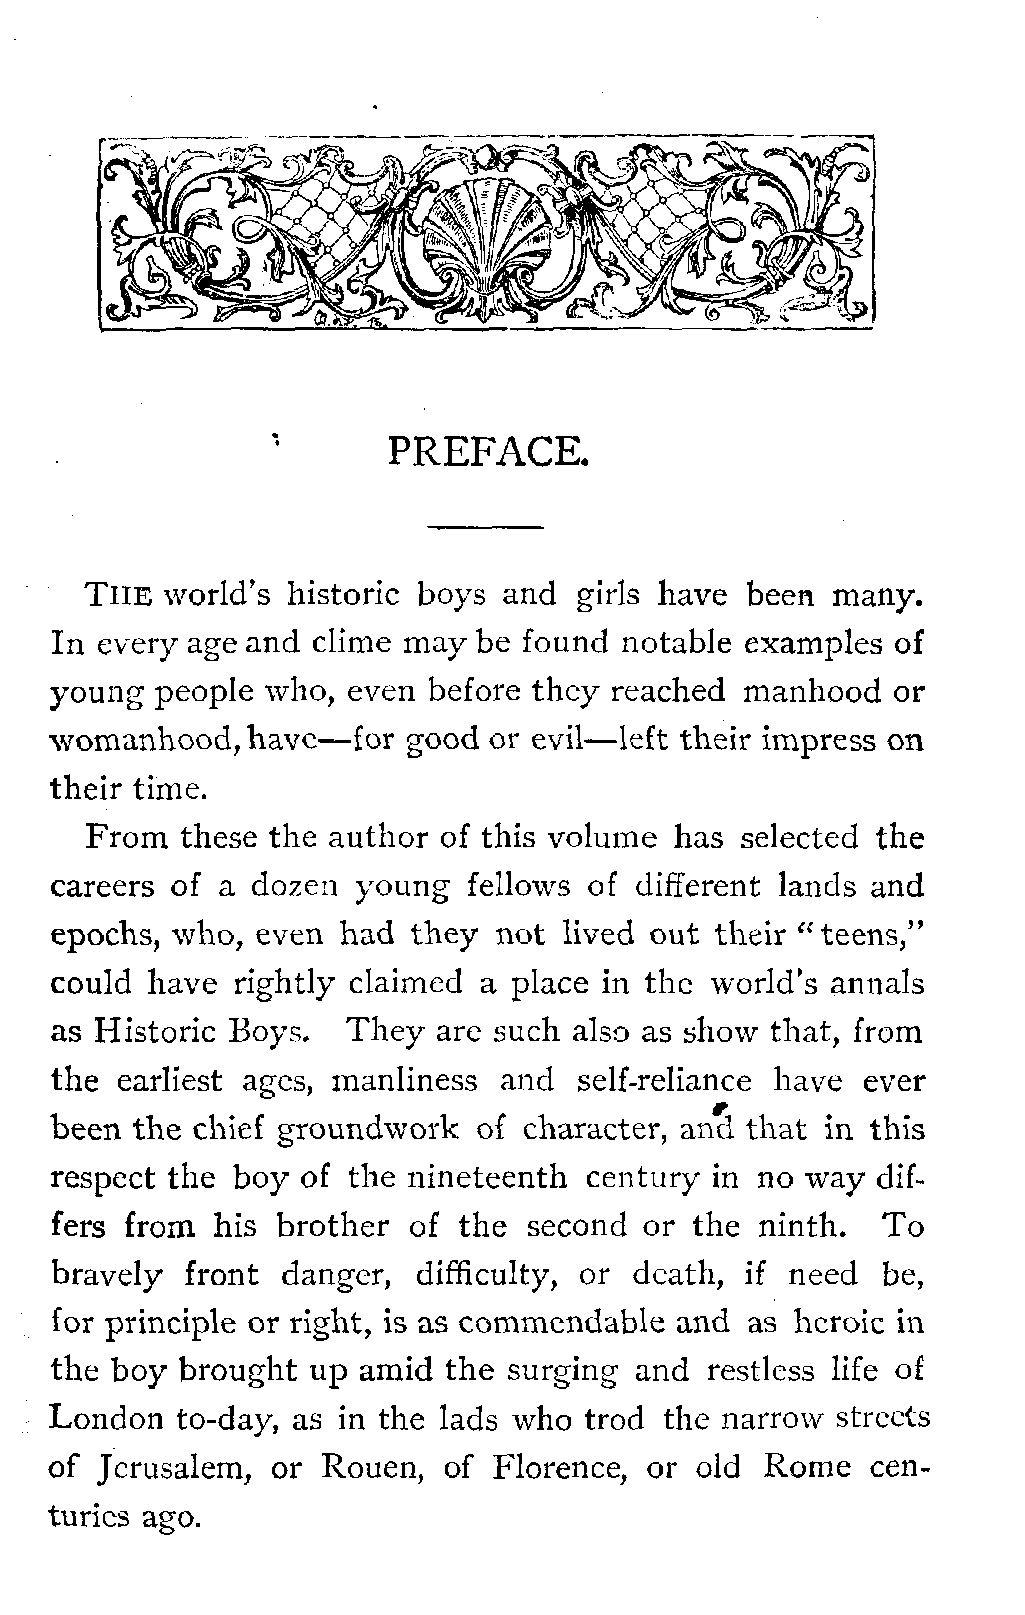 PREFACE.
THE world's historic boys and girls have been many.
In every age and clime may be found notable examples of
young people who, even before they reached manhood or
womanhood, have—for good or evil—left their impress on
their time.
From these the author of this volume has selected the
careers of a dozen young fellows of different lands and
epochs, who, even had they not lived out their "teens,"
could have rightly claimed a place in the world's annals
as Historic Boys. They are such also as show that, from
the earliest ages, manliness and self-reliance have ever
been the chief groundwork of character, and that in this
respect the boy of the nineteenth century in no way dif-
fers from his brother of the second or the ninth. To
bravely front danger, difficulty, or death, if need be,
for principle or right, is as commendable and as heroic in
the boy brought up amid the surging and restless life of
London to-day, as in the lads who trod the narrow streets
of Jerusalem, or Rouen, of Florence, or old Rome cen-
turies ago.